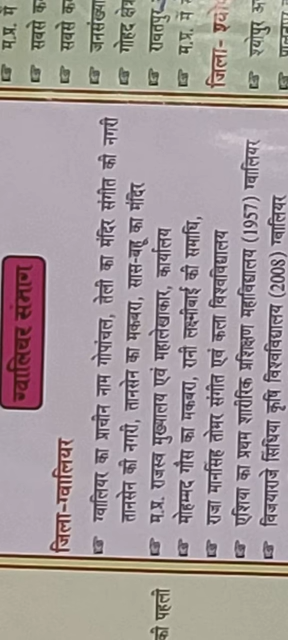 ग्वालियर संभाग
जिला-ग्वालियर
ग्वालियर का प्राचीन नाम गोपांचल, तेली का मंदिर संगीत की नगरी
तानसेन की नगरी, तानसेन का मकबरा, सास-बहू का मंदिर
म.प्र. राजस्व मुख्यालय एवं महालेखाकार, कार्यालय
मोहम्मद गौस का मकबरा, रानी लक्ष्मीबाई की समाधि,
राजा मानसिंह तोमर संगीत एवं कला विश्वविद्यालय
एशिया का प्रथम शारीरिक प्रशिक्षण महाविद्यालय (1957) ग्वालियर
विजयाराजे सिंधिया कृषि विश्वविद्यालय (2008) ग्वालियर
म.प्र. में
सबसे
सबसे
जनसंख्या
गोहद
म.प्र. में
जिला-
श्योपुर
की पहली